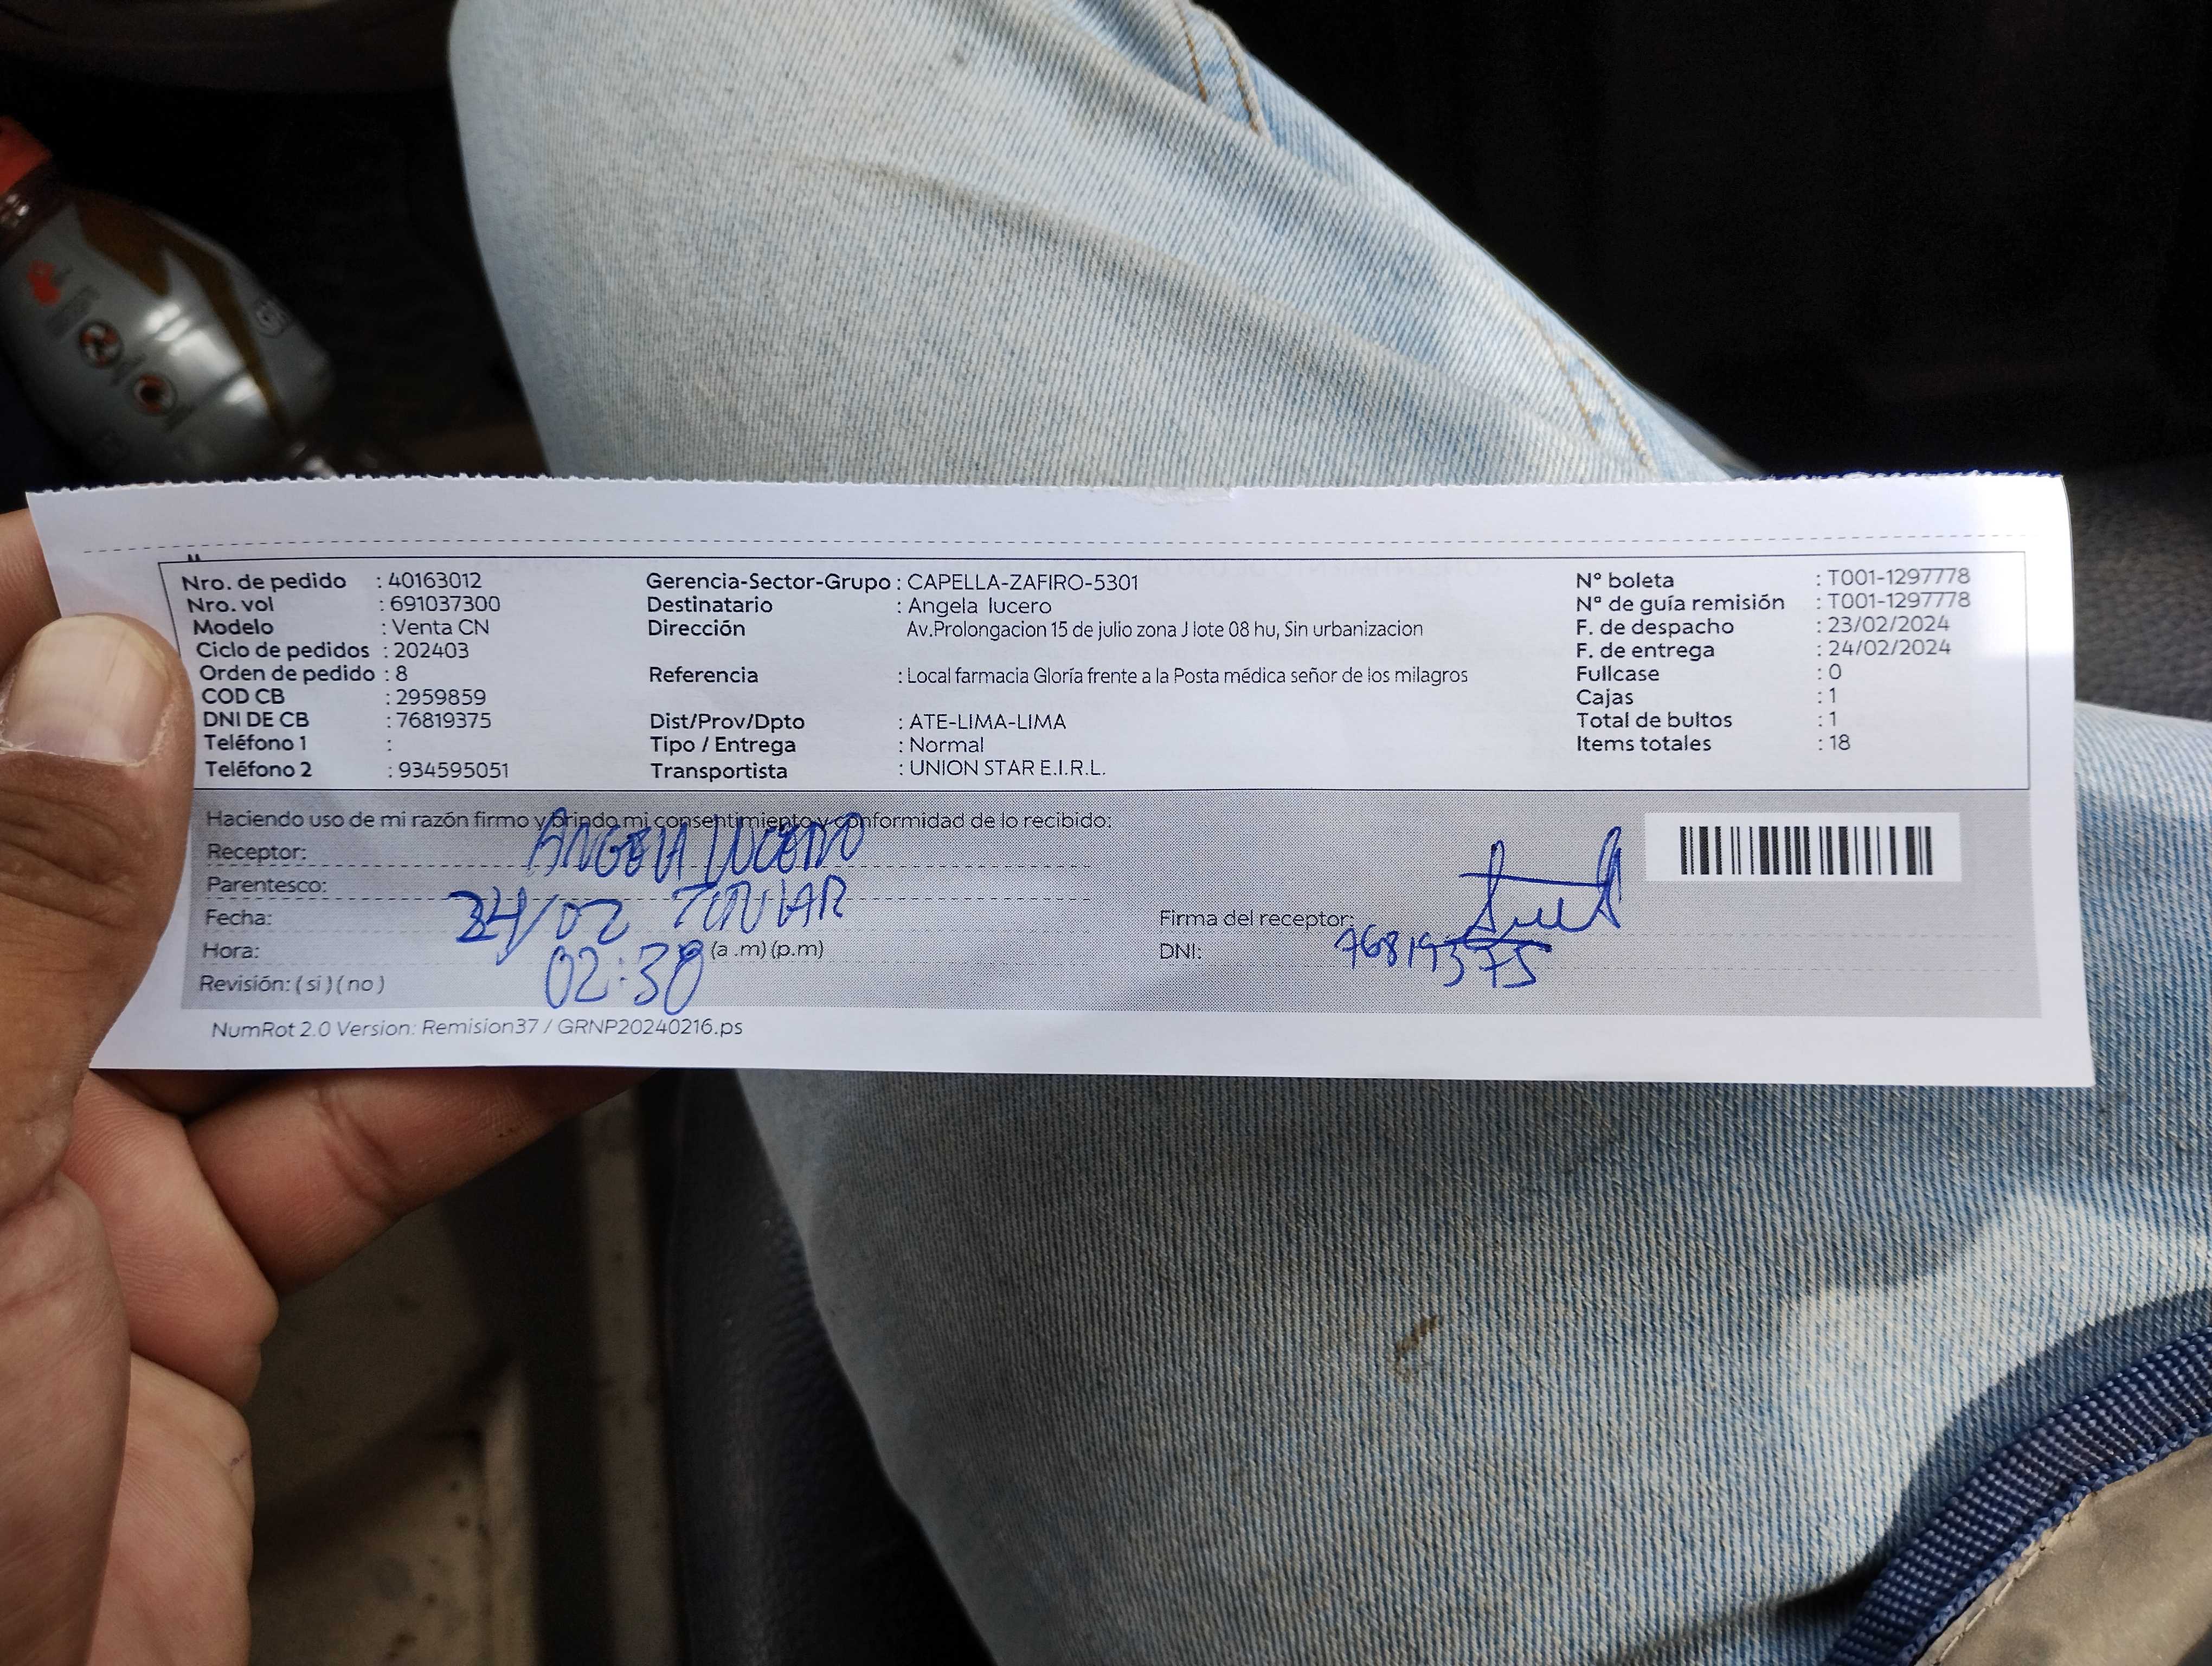 Nro. de pedido : 40163012 Gerencia-Sector-Grupo : CAPELLA-ZAFIRO-5301 Nº boleta : T001-1297778
Nro. vol : 691037300 Destinatario : Angela lucero Nº de guía remisión : T001-1297778
Modelo : Venta CN Dirección Av.Prolongacion 15 de julio zona J lote 08 hu, Sin urbanizacion F. de despacho : 23/02/2024
Ciclo de pedidos : 202403 F. de entrega : 24/02/2024
Orden de pedido : 8 Referencia : Local farmacia Gloría frente a la Posta médica señor de los milagros Fullcase : 0
COD CB : 2959859 Cajas : 1
DNI DE CB : 76819375 Dist/Prov/Dpto : ATE-LIMA-LIMA Total de bultos : 1
Teléfono 1 : Tipo / Entrega : Normal Items totales : 18
Teléfono 2 : 934595051 Transportista : UNION STAR E.I.R.L.
Haciendo uso de mi razón firmo y brindo mi consentimiento y conformidad de lo recibido:
Receptor: ANGELA LUCERO
Parentesco: TITULAR
Fecha: 24/02 Firma del receptor:
Hora: 02:38 (a .m) (p.m) DNI: 76819375
Revisión: ( si ) ( no )
NumRot 2.0 Version: Remision37 / GRNP20240216.ps